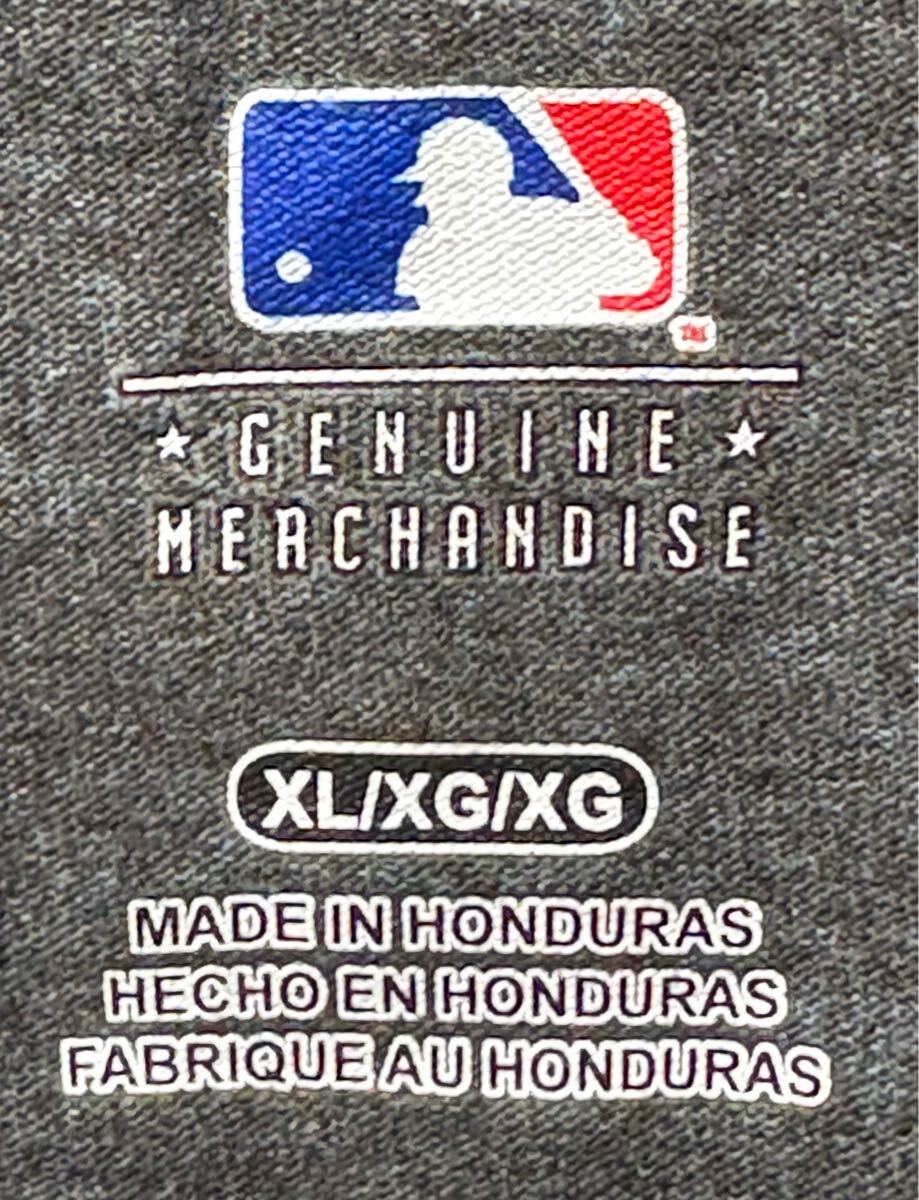 ★ GENUINE ★
MERCHANDISE
XL/XG/XG
MADE IN HONDURAS
HECHO EN HONDURAS
FABRIQUE AU HONDURAS